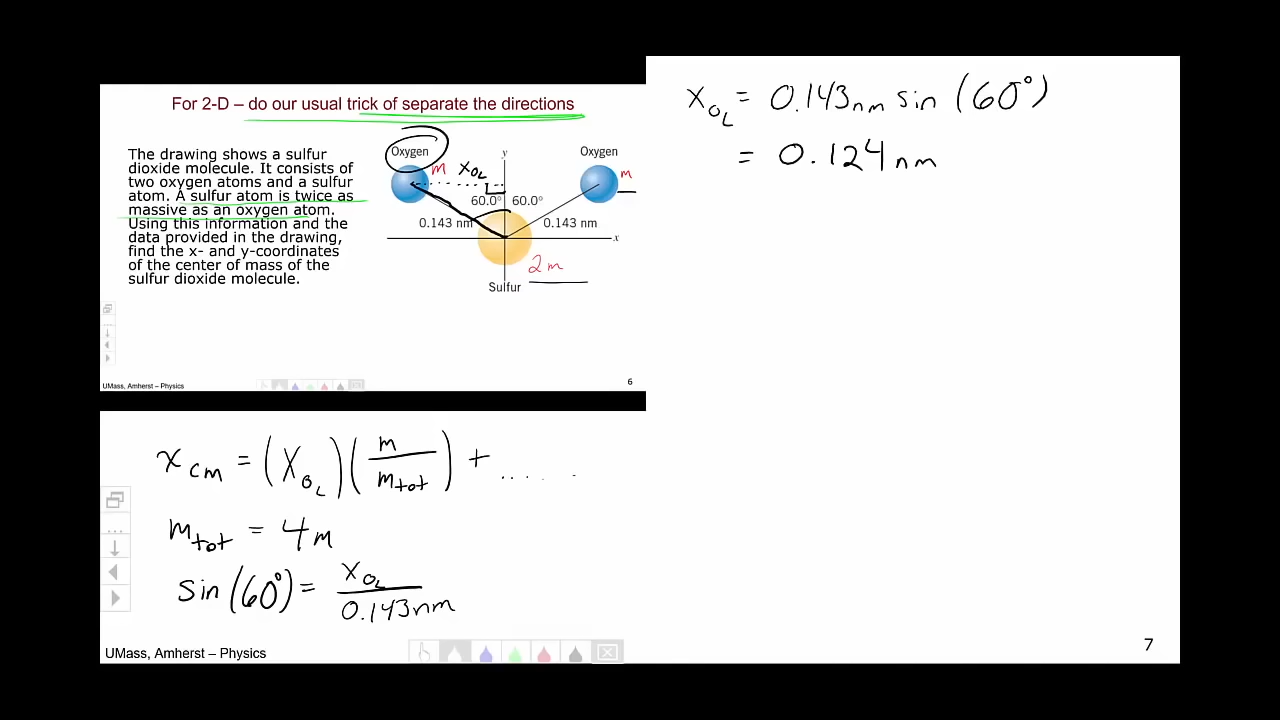 For 2-D – do our usual trick of separate the directions
The drawing shows a sulfur
dioxide molecule. It consists of
two oxygen atoms and a sulfur
atom. A sulfur atom is twice as
massive as an oxygen atom.
Using this information and the
data provided in the drawing,
find the x- and y-coordinates
of the center of mass of the
sulfur dioxide molecule.
Oxygen
y
Oxygen
m
X_OL
m
60.0° 60.0°
0.143 nm
0.143 nm
x
2m
Sulfur
UMass, Amherst – Physics
6
x_cm = (X_OL)(m/m_tot) + .....
m_tot = 4m
sin(60°) = X_OL/0.143nm
UMass, Amherst – Physics
X_OL = 0.143nm sin (60°)
= 0.124 nm
7